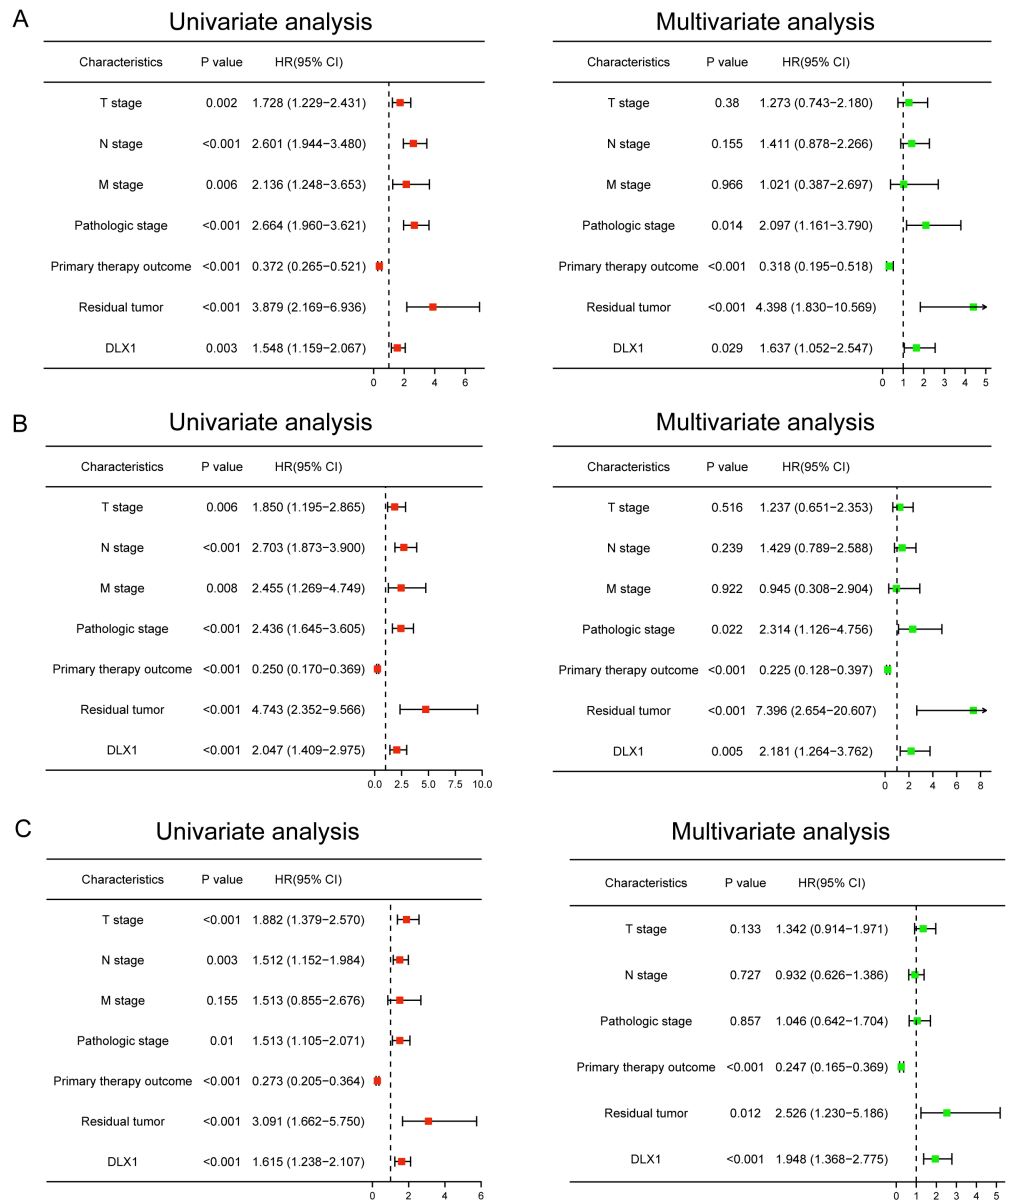 A
Univariate analysis
Characteristics P value HR(95% CI)
T stage 0.002 1.728 (1.229−2.431)
N stage <0.001 2.601 (1.944−3.480)
M stage 0.006 2.136 (1.248−3.653)
Pathologic stage <0.001 2.664 (1.960−3.621)
Primary therapy outcome <0.001 0.372 (0.265−0.521)
Residual tumor <0.001 3.879 (2.169−6.936)
DLX1 0.003 1.548 (1.159−2.067)
0 2 4 6
Multivariate analysis
Characteristics P value HR(95% CI)
T stage 0.38 1.273 (0.743−2.180)
N stage 0.155 1.411 (0.878−2.266)
M stage 0.966 1.021 (0.387−2.697)
Pathologic stage 0.014 2.097 (1.161−3.790)
Primary therapy outcome <0.001 0.318 (0.195−0.518)
Residual tumor <0.001 4.398 (1.830−10.569)
DLX1 0.029 1.637 (1.052−2.547)
0 1 2 3 4 5
B
Univariate analysis
Characteristics P value HR(95% CI)
T stage 0.006 1.850 (1.195−2.865)
N stage <0.001 2.703 (1.873−3.900)
M stage 0.008 2.455 (1.269−4.749)
Pathologic stage <0.001 2.436 (1.645−3.605)
Primary therapy outcome <0.001 0.250 (0.170−0.369)
Residual tumor <0.001 4.743 (2.352−9.566)
DLX1 <0.001 2.047 (1.409−2.975)
0.0 2.5 5.0 7.5 10.0
Multivariate analysis
Characteristics P value HR(95% CI)
T stage 0.516 1.237 (0.651−2.353)
N stage 0.239 1.429 (0.789−2.588)
M stage 0.922 0.945 (0.308−2.904)
Pathologic stage 0.022 2.314 (1.126−4.756)
Primary therapy outcome <0.001 0.225 (0.128−0.397)
Residual tumor <0.001 7.396 (2.654−20.607)
DLX1 0.005 2.181 (1.264−3.762)
0 2 4 6 8
C
Univariate analysis
Characteristics P value HR(95% CI)
T stage <0.001 1.882 (1.379−2.570)
N stage 0.003 1.512 (1.152−1.984)
M stage 0.155 1.513 (0.855−2.676)
Pathologic stage 0.01 1.513 (1.105−2.071)
Primary therapy outcome <0.001 0.273 (0.205−0.364)
Residual tumor <0.001 3.091 (1.662−5.750)
DLX1 <0.001 1.615 (1.238−2.107)
0 2 4 6
Multivariate analysis
Characteristics P value HR(95% CI)
T stage 0.133 1.342 (0.914−1.971)
N stage 0.727 0.932 (0.626−1.386)
Pathologic stage 0.857 1.046 (0.642−1.704)
Primary therapy outcome <0.001 0.247 (0.165−0.369)
Residual tumor 0.012 2.526 (1.230−5.186)
DLX1 <0.001 1.948 (1.368−2.775)
0 1 2 3 4 5